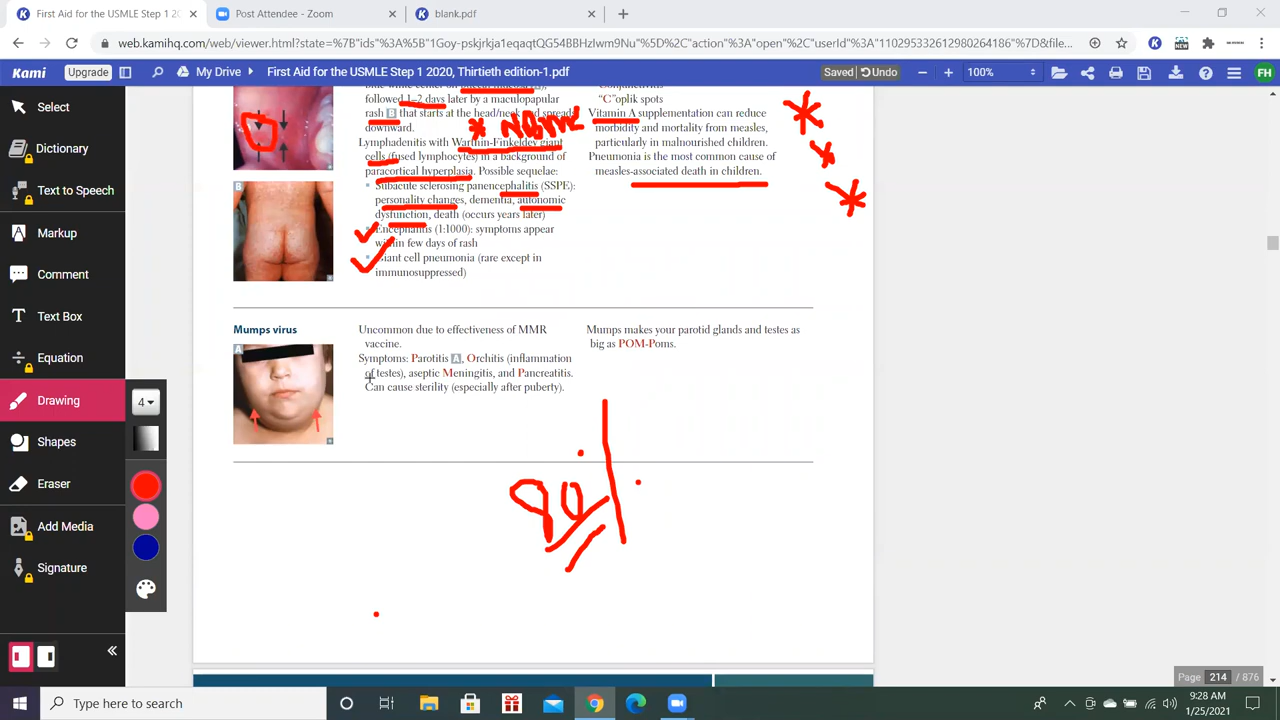 First Aid for the USMLE Step 1 20
Post Attendee - Zoom
blank.pdf
web.kamihq.com/web/viewer.html?state=%7B"ids"%3A%5B"1Goy-pskjrkja1eqaqtQG54BBHzlwm9Nu"%5D%2C"action"%3A"open"%2C"userId"%3A"110295332612980264186"%7D&file...
Kami
Upgrade
My Drive
First Aid for the USMLE Step 1 2020, Thirtieth edition-1.pdf
Saved
Undo
100%
FH
Select
Dictionary
Text to Speech
Markup
Comment
Text Box
Equation
Drawing
Shapes
Eraser
Add Media
Signature
4
followed 1–2 days later by a maculopapular
rash B that starts at the head/neck and spreads
downward.
* NBME
Lymphadenitis with Warthin-Finkeldey giant
cells (fused lymphocytes) in a background of
paracortical hyperplasia. Possible sequelae:
Subacute sclerosing panencephalitis (SSPE):
personality changes, dementia, autonomic
dysfunction, death (occurs years later)
Encephalitis (1:1000): symptoms appear
within few days of rash
Giant cell pneumonia (rare except in
immunosuppressed)
Conjunctivitis
"C"oplik spots
Vitamin A supplementation can reduce
morbidity and mortality from measles,
particularly in malnourished children.
Pneumonia is the most common cause of
measles-associated death in children.
B
Mumps virus
A
Uncommon due to effectiveness of MMR
vaccine.
Symptoms: Parotitis A, Orchitis (inflammation
of testes), aseptic Meningitis, and Pancreatitis.
Can cause sterility (especially after puberty).
Mumps makes your parotid glands and testes as
big as POM-Poms.
Page 214 / 876
Type here to search
9:28 AM
1/25/2021